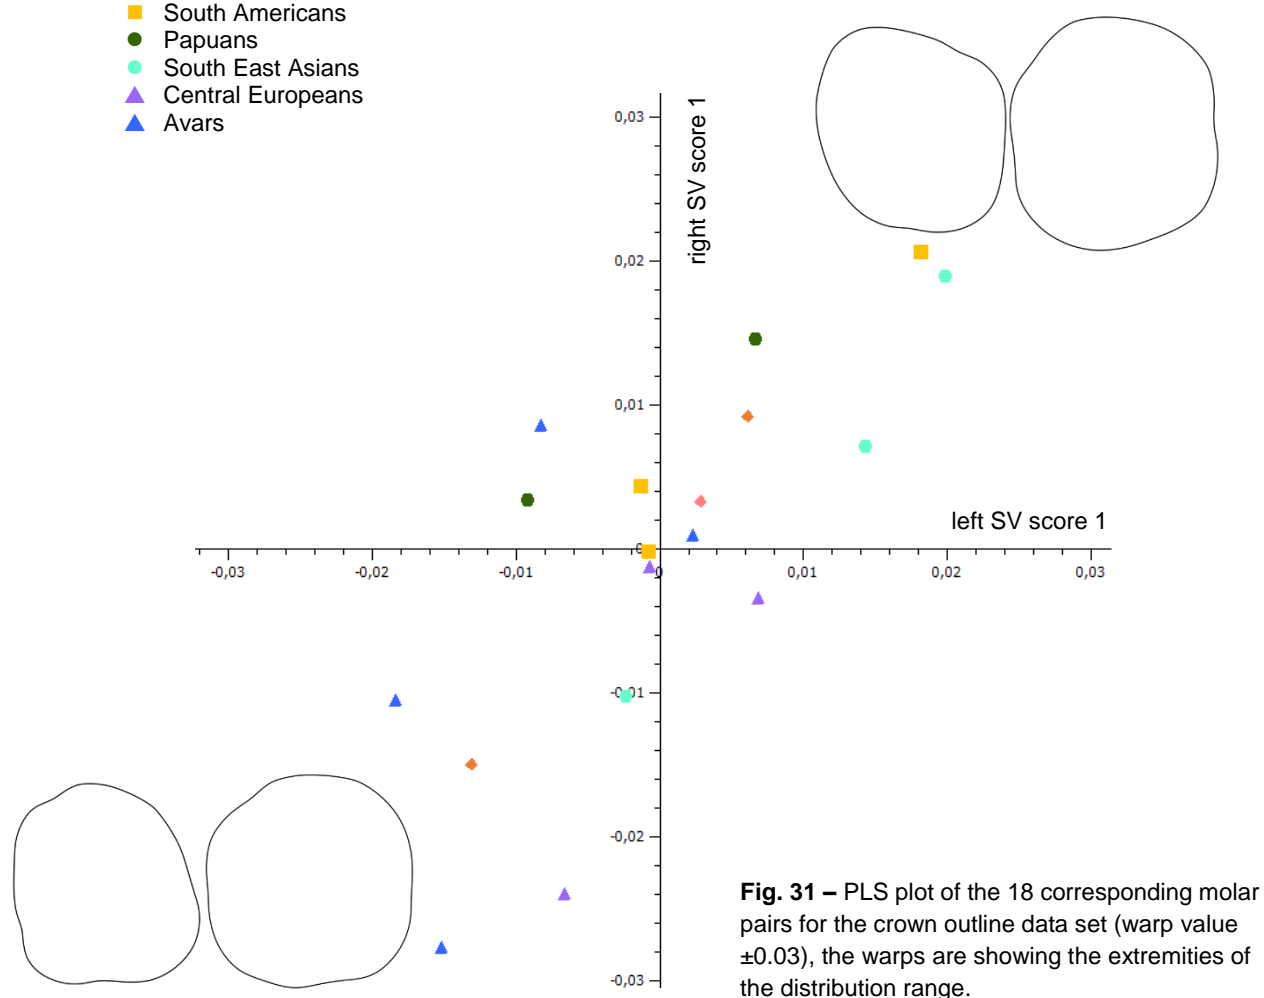 South Americans
Papuans
South East Asians
Central Europeans
Avars
right SV score 1
0,03
0,02
0,01
0
left SV score 1
-0,03
-0,02
-0,01
0
0,01
0,02
0,03
-0,01
-0,02
-0,03
Fig. 31 – PLS plot of the 18 corresponding molar
pairs for the crown outline data set (warp value
±0.03), the warps are showing the extremities of
the distribution range.